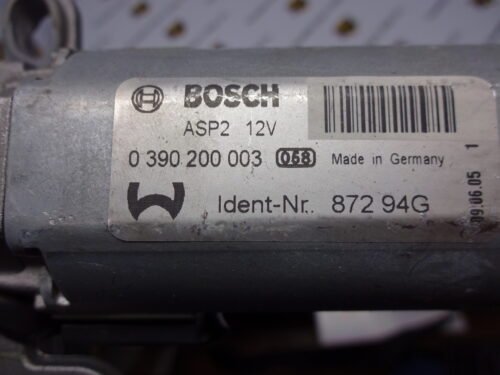 BOSCH
ASP2 12V
0 390 200 003 068 Made in Germany
Ident-Nr.. 872 94G
09.06.05 1